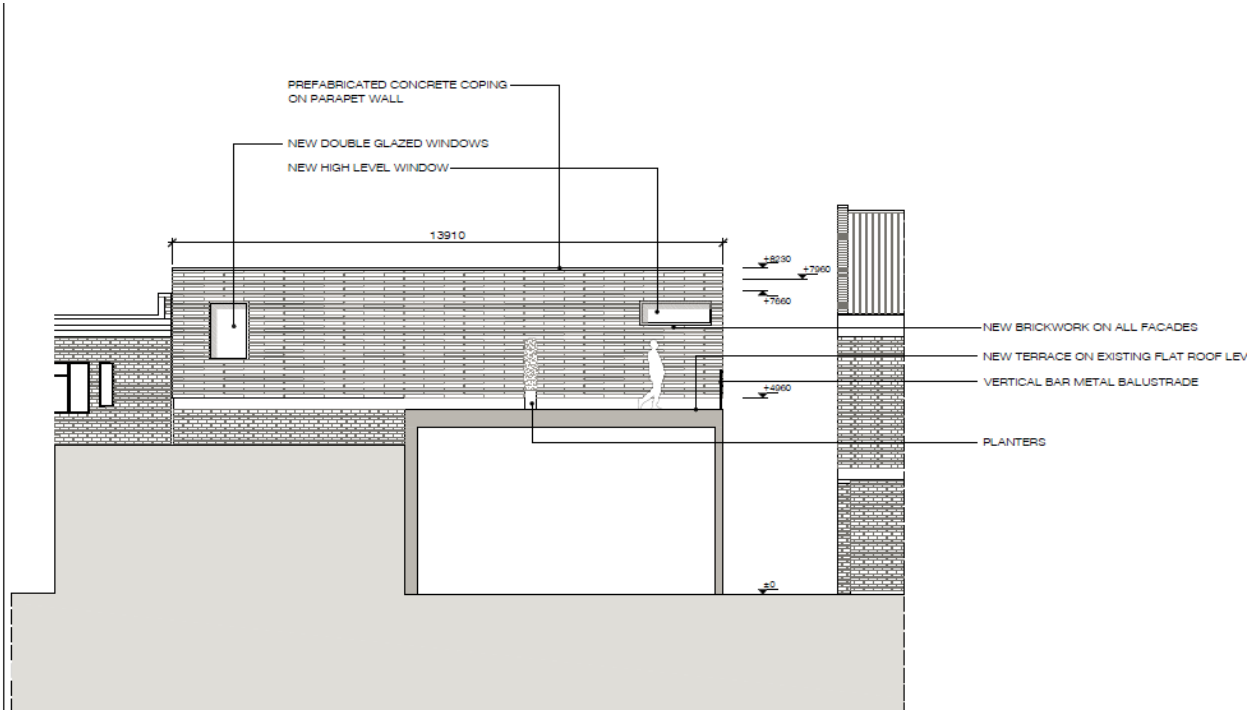 PREFABRICATED CONCRETE COPING
ON PARAPET WALL
NEW DOUBLE GLAZED WINDOWS
NEW HIGH LEVEL WINDOW
13910
+8230
+7960
+7660
NEW BRICKWORK ON ALL FACADES
NEW TERRACE ON EXISTING FLAT ROOF LEV
VERTICAL BAR METAL BALUSTRADE
+4960
PLANTERS
±0